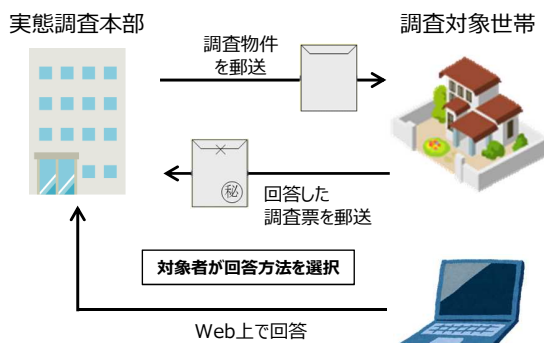 実態調査本部
調査対象世帯
調査物件
を郵送
㊙
回答した
調査票を郵送
対象者が回答方法を選択
Web上で回答